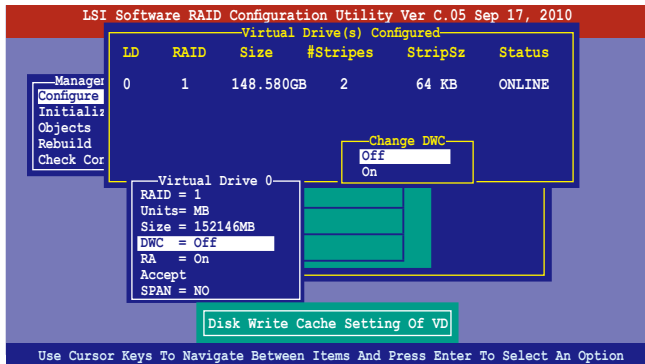 LSI Software RAID Configuration Utility Ver C.05 Sep 17, 2010
Virtual Drive(s) Configured
LD RAID Size #Stripes StripSz Status
0 1 148.580GB 2 64 KB ONLINE
Manager
Configure
Initializ
Objects
Rebuild
Check Con
Change DWC
Off
On
Virtual Drive 0
RAID = 1
Units= MB
Size = 152146MB
DWC = Off
RA = On
Accept
SPAN = NO
Disk Write Cache Setting Of VD
Use Cursor Keys To Navigate Between Items And Press Enter To Select An Option